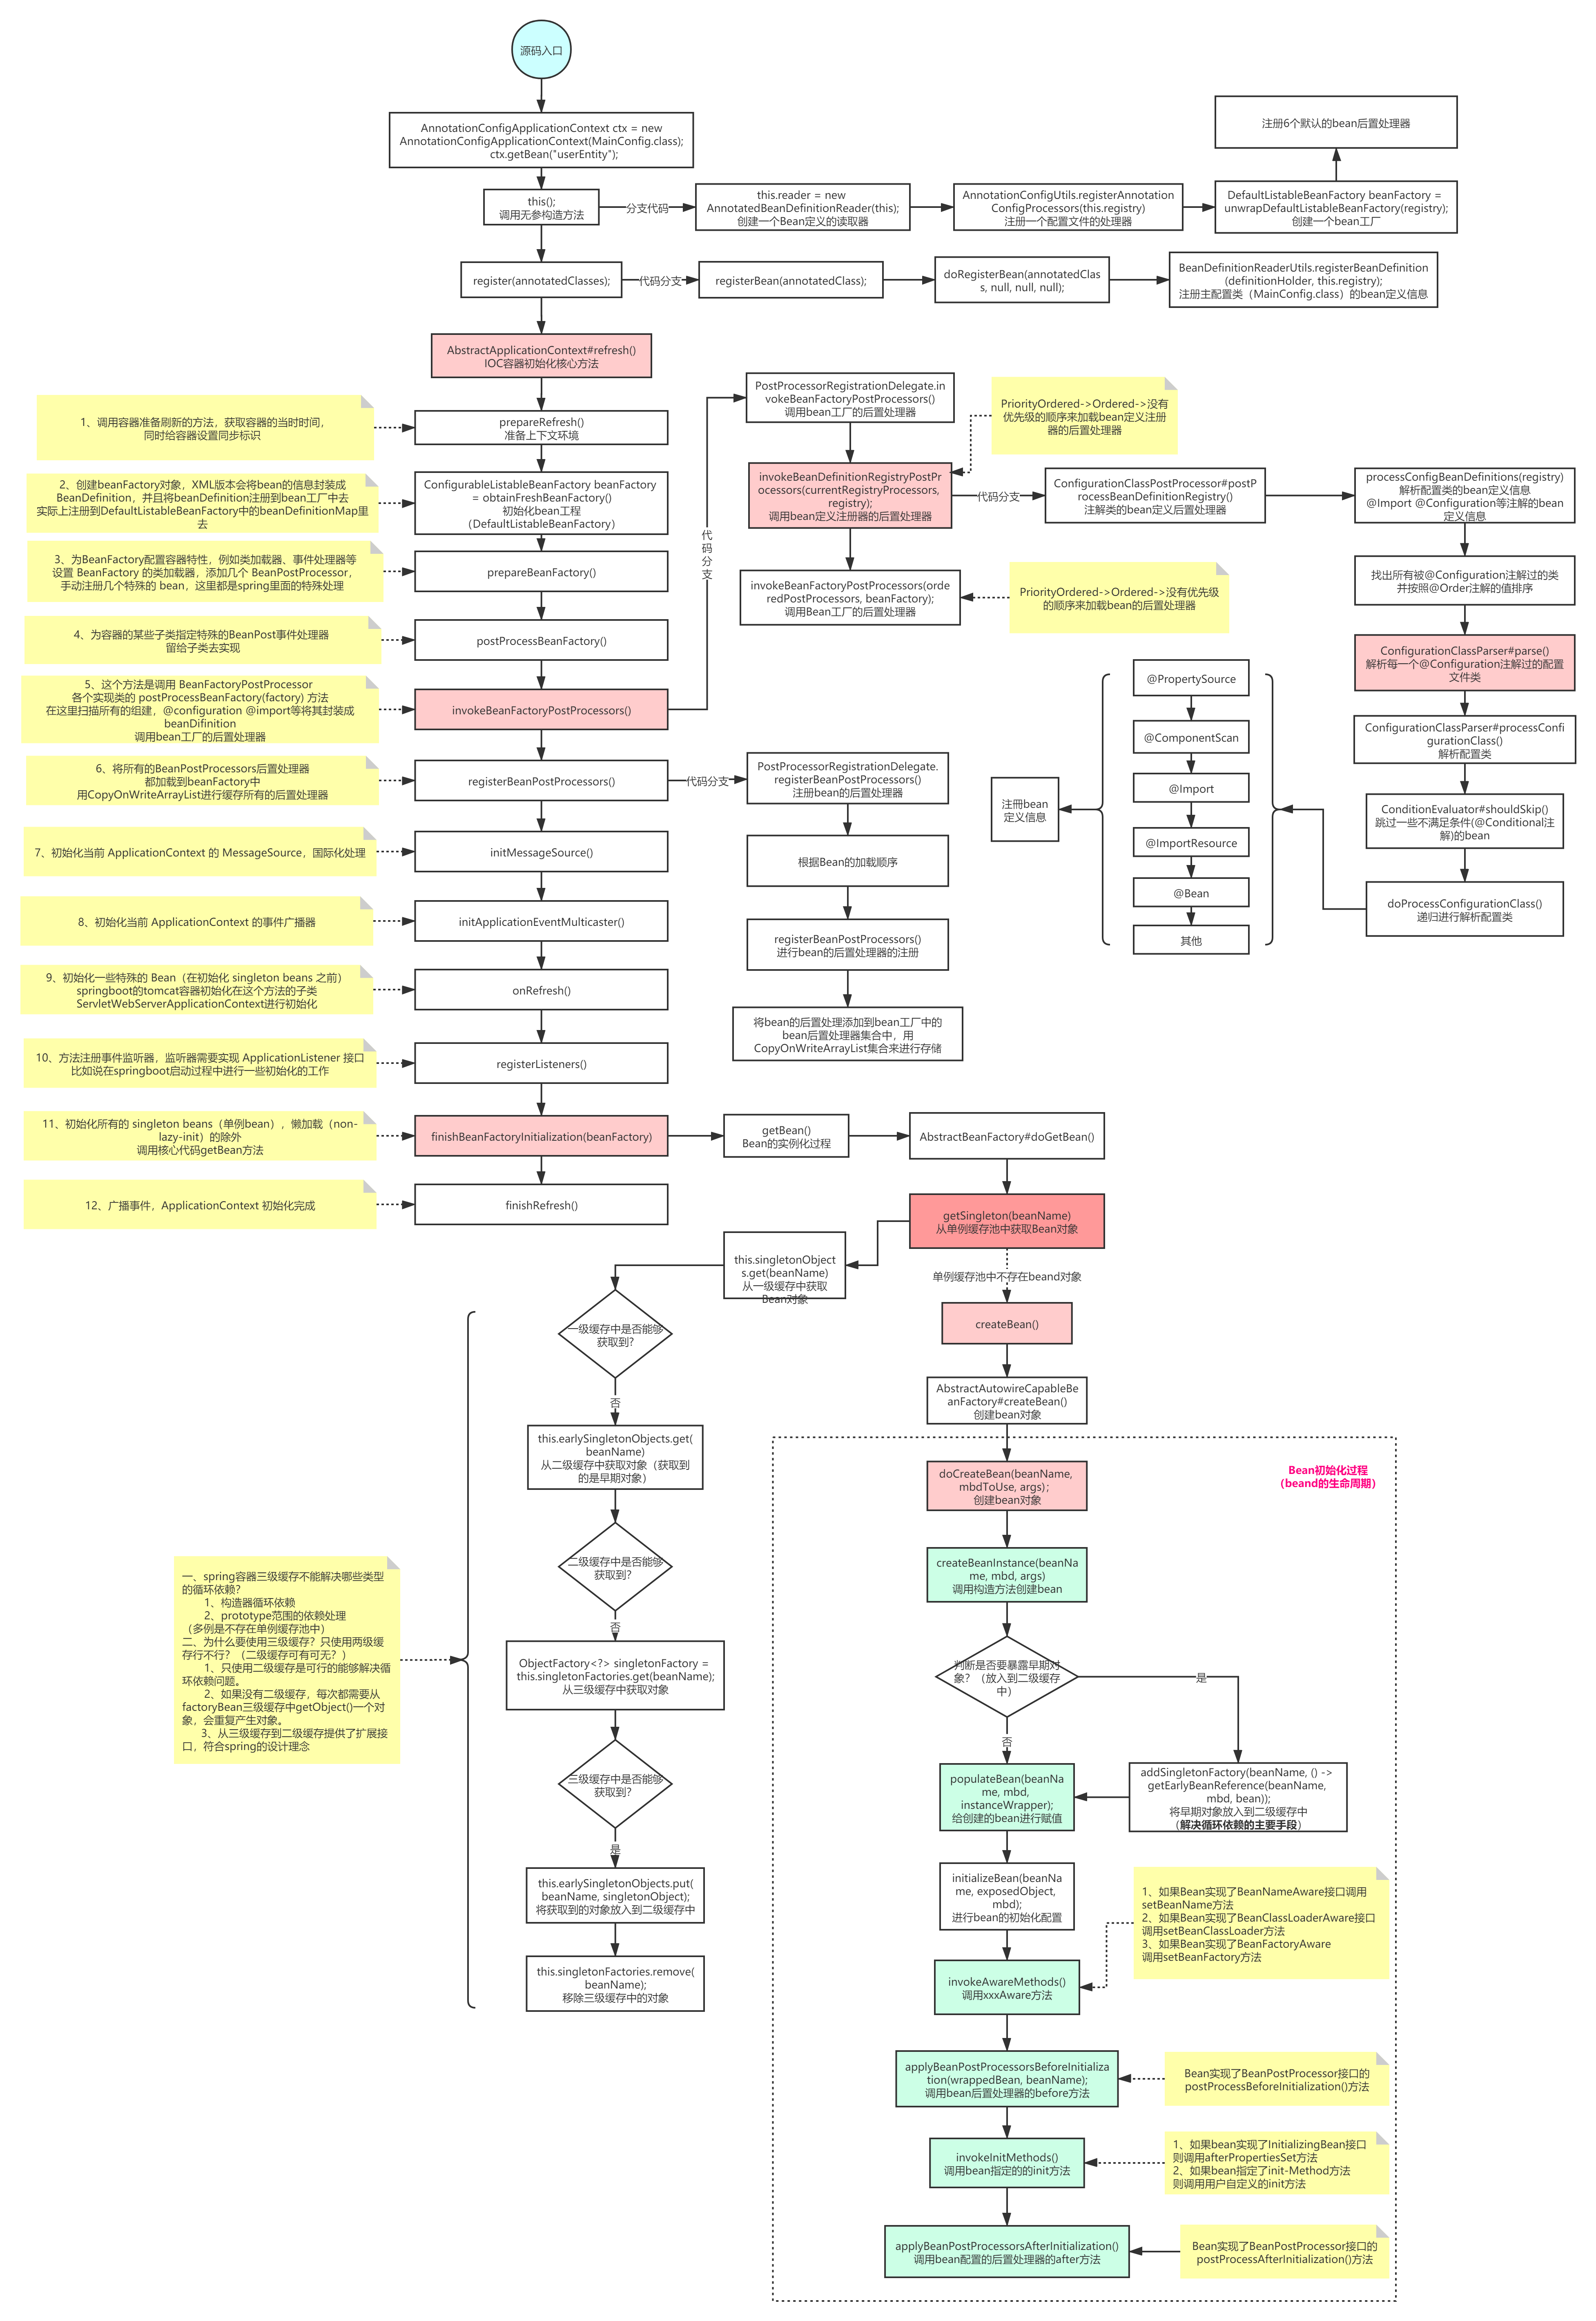 源码入口
AnnotationConfigApplicationContext ctx = new
AnnotationConfigApplicationContext(MainConfig.class);
ctx.getBean("userEntity");
this();
调用无参构造方法
分支代码
this.reader = new
AnnotatedBeanDefinitionReader(this);
创建一个Bean定义的读取器
AnnotationConfigUtils.registerAnnotation
ConfigProcessors(this.registry)
注册一个配置文件的处理器
DefaultListableBeanFactory beanFactory =
unwrapDefaultListableBeanFactory(registry);
创建一个bean工厂
注册6个默认的bean后置处理器
register(annotatedClasses);
代码分支
registerBean(annotatedClass);
doRegisterBean(annotatedClas
s, null, null, null);
BeanDefinitionReaderUtils.registerBeanDefinition
(definitionHolder, this.registry);
注册主配置类（MainConfig.class）的bean定义信息
AbstractApplicationContext#refresh()
IOC容器初始化核心方法
1、调用容器准备刷新的方法，获取容器的当时时间，
同时给容器设置同步标识
prepareRefresh()
准备上下文环境
2、创建beanFactory对象，XML版本会将bean的信息封装成
BeanDefinition，并且将beanDefinition注册到bean工厂中去
实际上注册到DefaultListableBeanFactory中的beanDefinitionMap里
去
ConfigurableListableBeanFactory beanFactory
= obtainFreshBeanFactory()
初始化bean工程
（DefaultListableBeanFactory）
3、为BeanFactory配置容器特性，例如类加载器、事件处理器等
设置 BeanFactory 的类加载器，添加几个 BeanPostProcessor，
手动注册几个特殊的 bean，这里都是spring里面的特殊处理
prepareBeanFactory()
4、为容器的某些子类指定特殊的BeanPost事件处理器
留给子类去实现
postProcessBeanFactory()
5、这个方法是调用 BeanFactoryPostProcessor
各个实现类的 postProcessBeanFactory(factory) 方法
在这里扫描所有的组建，@configuration @import等将其封装成
beanDifinition
调用bean工厂的后置处理器
invokeBeanFactoryPostProcessors()
代码分支
PostProcessorRegistrationDelegate.in
vokeBeanFactoryPostProcessors()
调用bean工厂的后置处理器
PriorityOrdered->Ordered->没有
优先级的顺序来加载bean定义注册
器的后置处理器
invokeBeanDefinitionRegistryPostPr
ocessors(currentRegistryProcessors,
registry);
调用bean定义注册器的后置处理器
代码分支
ConfigurationClassPostProcessor#postP
rocessBeanDefinitionRegistry()
注解类的bean定义后置处理器
processConfigBeanDefinitions(registry)
解析配置类的bean定义信息
@Import @Configuration等注解的bean
定义信息
invokeBeanFactoryPostProcessors(orde
redPostProcessors, beanFactory);
调用Bean工厂的后置处理器
PriorityOrdered->Ordered->没有优先级
的顺序来加载bean的后置处理器
找出所有被@Configuration注解过的类
并按照@Order注解的值排序
ConfigurationClassParser#parse()
解析每一个@Configuration注解过的配置
文件类
ConfigurationClassParser#processConfi
gurationClass()
解析配置类
ConditionEvaluator#shouldSkip()
跳过一些不满足条件(@Conditional注
解)的bean
doProcessConfigurationClass()
递归进行解析配置类
@PropertySource
@ComponentScan
@Import
@ImportResource
@Bean
其他
注冊bean
定义信息
6、将所有的BeanPostProcessors后置处理器
都加载到beanFactory中
用CopyOnWriteArrayList进行缓存所有的后置处理器
registerBeanPostProcessors()
代码分支
PostProcessorRegistrationDelegate.
registerBeanPostProcessors()
注册bean的后置处理器
根据Bean的加载顺序
registerBeanPostProcessors()
进行bean的后置处理器的注册
将bean的后置处理添加到bean工厂中的
bean后置处理器集合中，用
CopyOnWriteArrayList集合来进行存储
7、初始化当前 ApplicationContext 的 MessageSource，国际化处理
initMessageSource()
8、初始化当前 ApplicationContext 的事件广播器
initApplicationEventMulticaster()
9、初始化一些特殊的 Bean（在初始化 singleton beans 之前）
springboot的tomcat容器初始化在这个方法的子类
ServletWebServerApplicationContext进行初始化
onRefresh()
10、方法注册事件监听器，监听器需要实现 ApplicationListener 接口
比如说在springboot启动过程中进行一些初始化的工作
registerListeners()
11、初始化所有的 singleton beans（单例bean），懒加载（non-
lazy-init）的除外
调用核心代码getBean方法
finishBeanFactoryInitialization(beanFactory)
getBean()
Bean的实例化过程
AbstractBeanFactory#doGetBean()
12、广播事件，ApplicationContext 初始化完成
finishRefresh()
getSingleton(beanName)
从单例缓存池中获取Bean对象
this.singletonObject
s.get(beanName)
从一级缓存中获取
Bean对象
单例缓存池中不存在beand对象
createBean()
AbstractAutowireCapableBe
anFactory#createBean()
创建bean对象
一级缓存中是否能够
获取到？
否
this.earlySingletonObjects.get(
beanName)
从二级缓存中获取对象（获取到
的是早期对象）
二级缓存中是否能够
获取到？
否
ObjectFactory<?> singletonFactory =
this.singletonFactories.get(beanName);
从三级缓存中获取对象
三级缓存中是否能够
获取到？
是
this.earlySingletonObjects.put(
beanName, singletonObject);
将获取到的对象放入到二级缓存中
this.singletonFactories.remove(
beanName);
移除三级缓存中的对象
一、spring容器三级缓存不能解决哪些类型
的循环依赖？
1、构造器循环依赖
2、prototype范围的依赖处理
（多例是不存在单例缓存池中）
二、为什么要使用三级缓存？只使用两级缓
存行不行？（二级缓存可有可无？）
1、只使用二级缓存是可行的能够解决循
环依赖问题。
2、如果没有二级缓存，每次都需要从
factoryBean三级缓存中getObject()一个对
象，会重复产生对象。
3、从三级缓存到二级缓存提供了扩展接
口，符合spring的设计理念
Bean初始化过程
（beand的生命周期）
doCreateBean(beanName,
mbdToUse, args)；
创建bean对象
createBeanInstance(beanNa
me, mbd, args)
调用构造方法创建bean
判断是否要暴露早期对
象？（放入到二级缓存
中）
是
否
addSingletonFactory(beanName, () ->
getEarlyBeanReference(beanName,
mbd, bean));
将早期对象放入到二级缓存中
（解决循环依赖的主要手段）
populateBean(beanNa
me, mbd,
instanceWrapper);
给创建的bean进行赋值
initializeBean(beanNa
me, exposedObject,
mbd);
进行bean的初始化配置
1、如果Bean实现了BeanNameAware接口调用
setBeanName方法
2、如果Bean实现了BeanClassLoaderAware接口
调用setBeanClassLoader方法
3、如果Bean实现了BeanFactoryAware
调用setBeanFactory方法
invokeAwareMethods()
调用xxxAware方法
applyBeanPostProcessorsBeforeInitializa
tion(wrappedBean, beanName);
调用bean后置处理器的before方法
Bean实现了BeanPostProcessor接口的
postProcessBeforeInitialization()方法
invokeInitMethods()
调用bean指定的的init方法
1、如果bean实现了InitializingBean接口
则调用afterPropertiesSet方法
2、如果bean指定了init-Method方法
则调用用户自定义的init方法
applyBeanPostProcessorsAfterInitialization()
调用bean配置的后置处理器的after方法
Bean实现了BeanPostProcessor接口的
postProcessAfterInitialization()方法